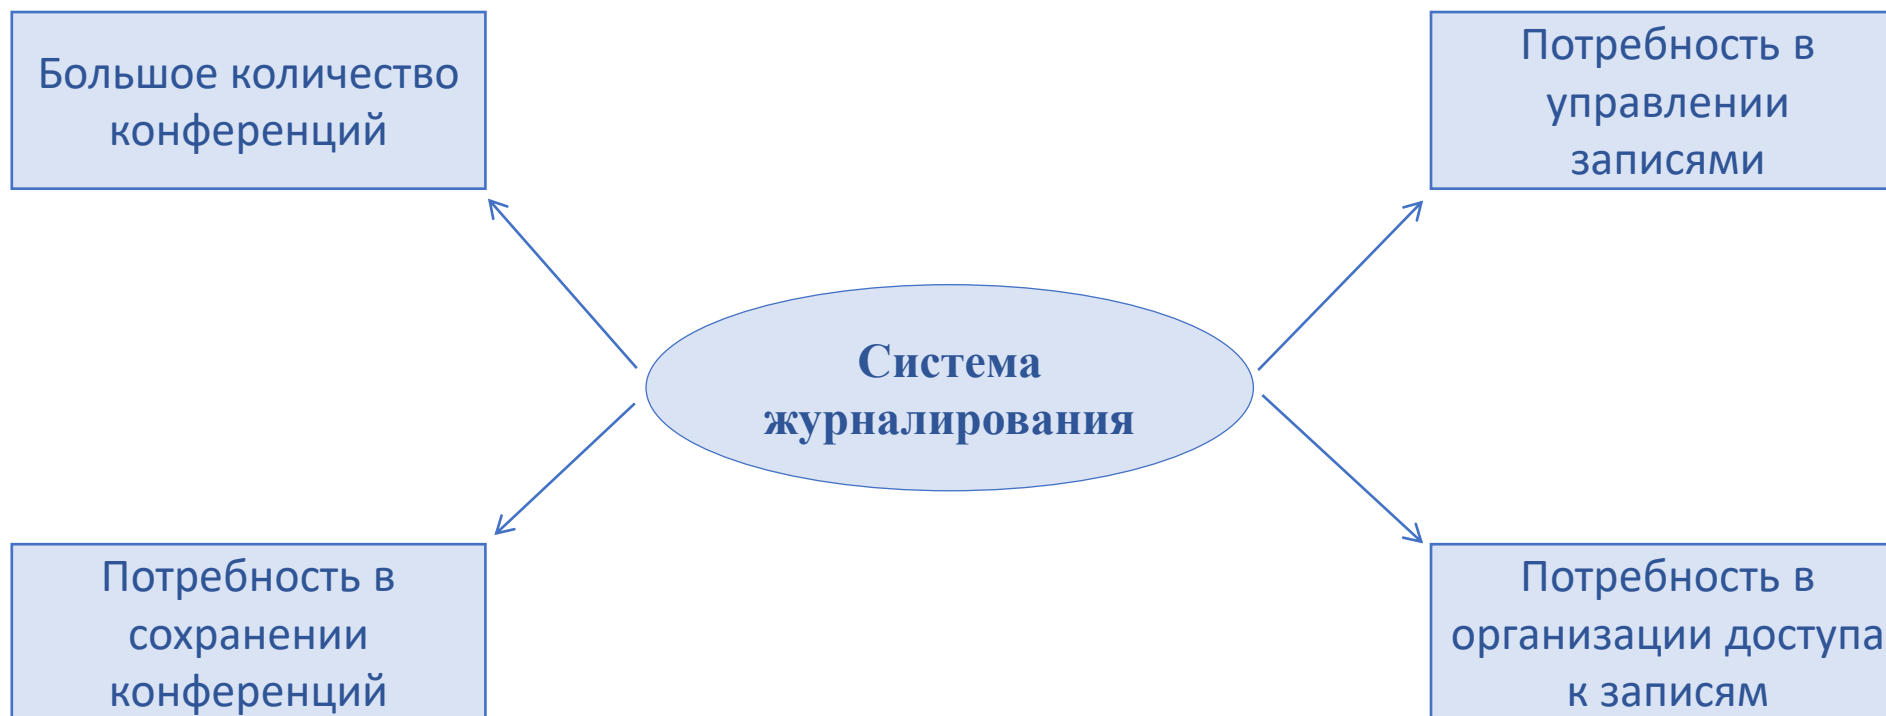 Большое количество
конференций
Потребность в
управлении
записями
Система
журналирования
Потребность в
сохранении
конференций
Потребность в
организации доступа
к записям